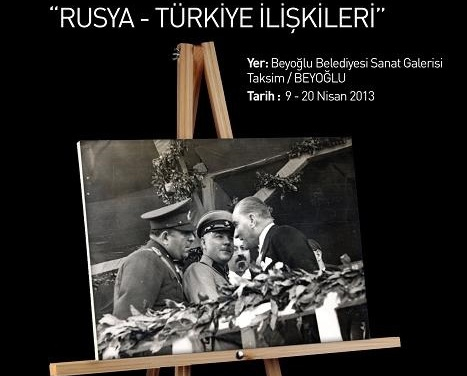 “RUSYA - TÜRKİYE İLİŞKİLERİ”
Yer: Beyoğlu Belediyesi Sanat Galerisi
Taksim / BEYOĞLU
Tarih : 9 - 20 Nisan 2013